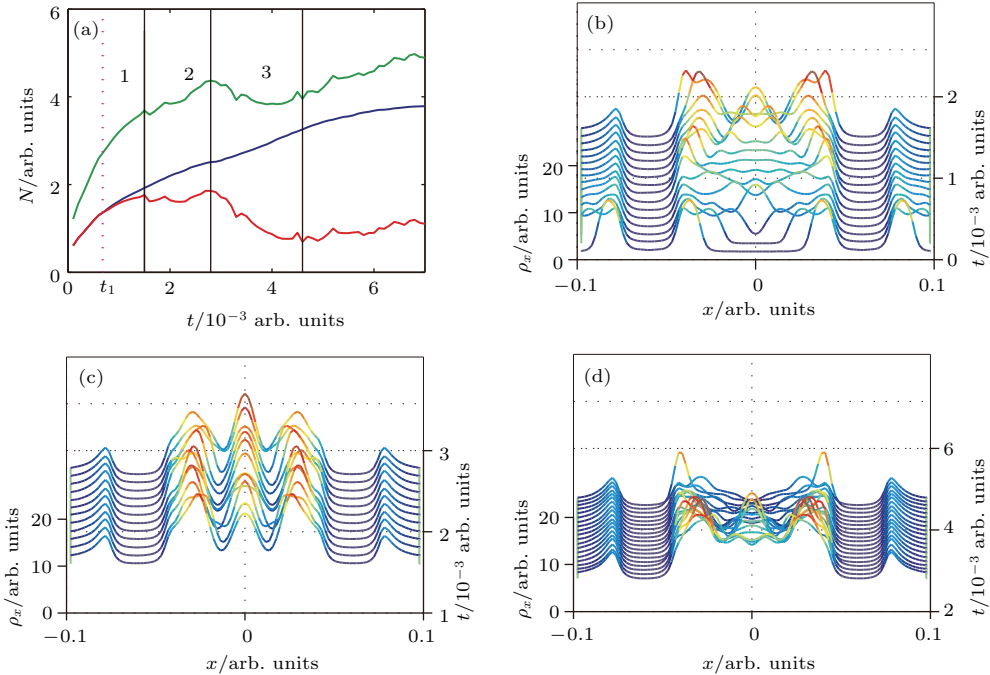 (a)
6
4
2
0
N/arb. units
1
2
3
0
t₁
2
4
6
t/10⁻³ arb. units
(b)
20
10
0
ρₓ/arb. units
2
1
0
t/10⁻³ arb. units
−0.1
0
0.1
x/arb. units
(c)
20
10
0
ρₓ/arb. units
3
2
1
t/10⁻³ arb. units
−0.1
0
0.1
x/arb. units
(d)
20
10
0
ρₓ/arb. units
6
4
2
t/10⁻³ arb. units
−0.1
0
0.1
x/arb. units